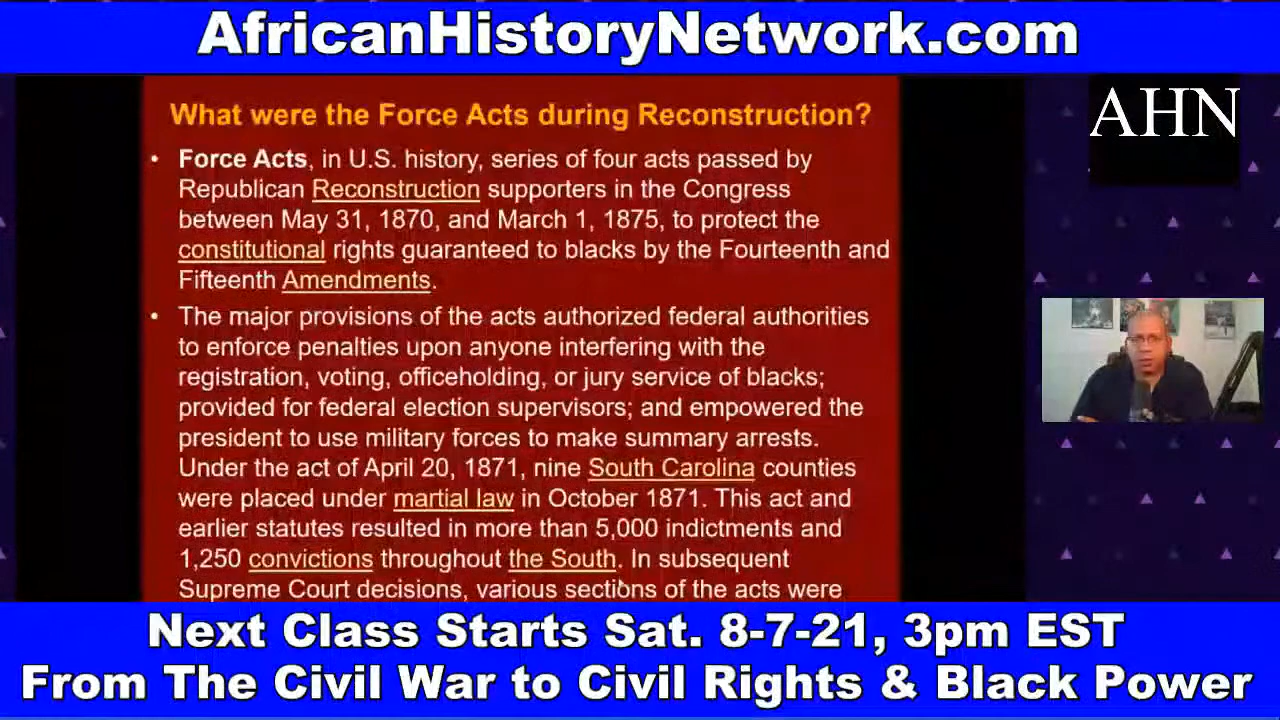 AfricanHistoryNetwork.com
AHN
What were the Force Acts during Reconstruction?
• Force Acts, in U.S. history, series of four acts passed by
Republican Reconstruction supporters in the Congress
between May 31, 1870, and March 1, 1875, to protect the
constitutional rights guaranteed to blacks by the Fourteenth and
Fifteenth Amendments.
• The major provisions of the acts authorized federal authorities
to enforce penalties upon anyone interfering with the
registration, voting, officeholding, or jury service of blacks;
provided for federal election supervisors; and empowered the
president to use military forces to make summary arrests.
Under the act of April 20, 1871, nine South Carolina counties
were placed under martial law in October 1871. This act and
earlier statutes resulted in more than 5,000 indictments and
1,250 convictions throughout the South. In subsequent
Supreme Court decisions, various sections of the acts were
Next Class Starts Sat. 8-7-21, 3pm EST
From The Civil War to Civil Rights & Black Power